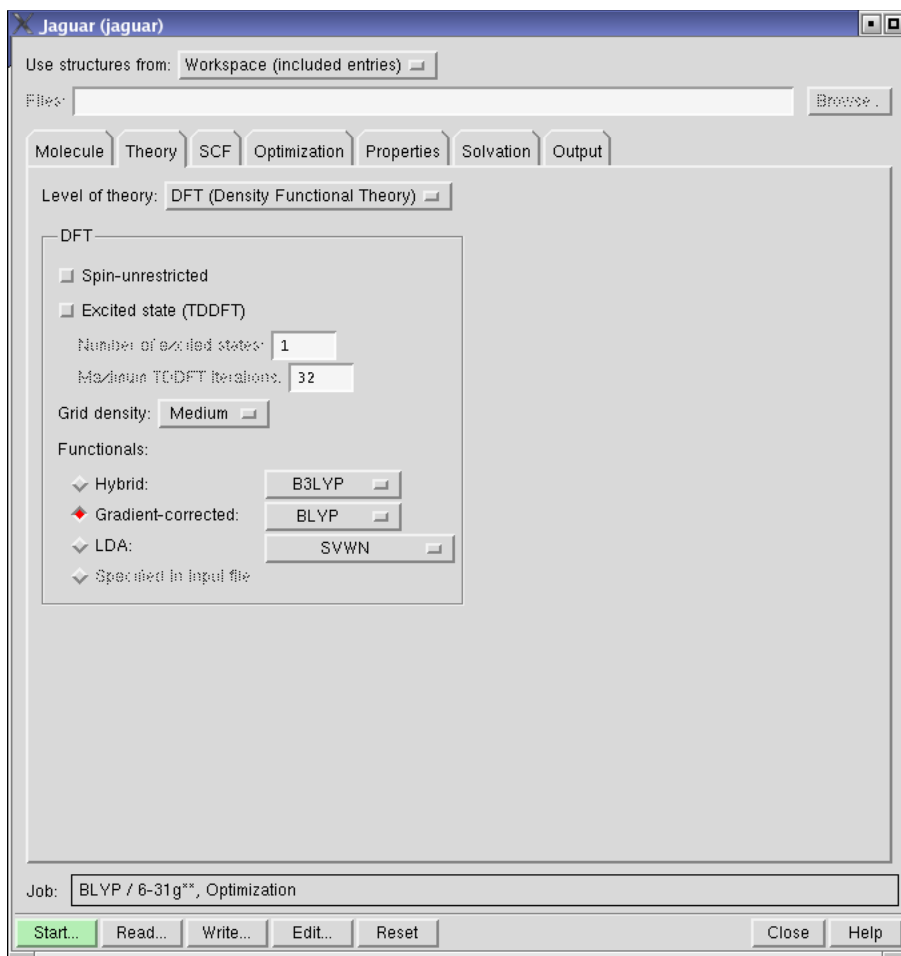 Jaguar (jaguar)
Use structures from: Workspace (included entries)
Files: Browse...
Molecule Theory SCF Optimization Properties Solvation Output
Level of theory: DFT (Density Functional Theory)
DFT
Spin-unrestricted
Excited state (TDDFT)
Number of excited states: 1
Maximum TDDFT iterations: 32
Grid density: Medium
Functionals:
Hybrid: B3LYP
Gradient-corrected: BLYP
LDA: SVWN
Specified in input file
Job: BLYP / 6-31g**, Optimization
Start... Read... Write... Edit... Reset Close Help